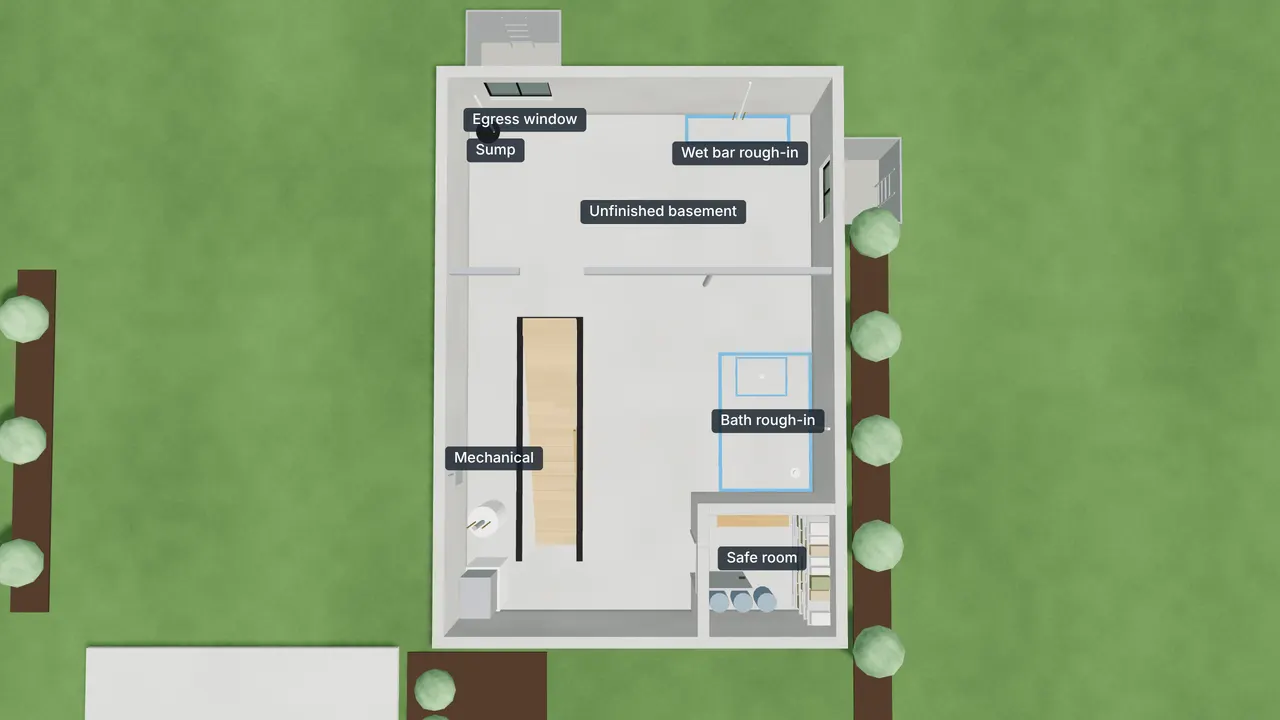 Egress window
Sump
Wet bar rough-in
Unfinished basement
Bath rough-in
Mechanical
Safe room